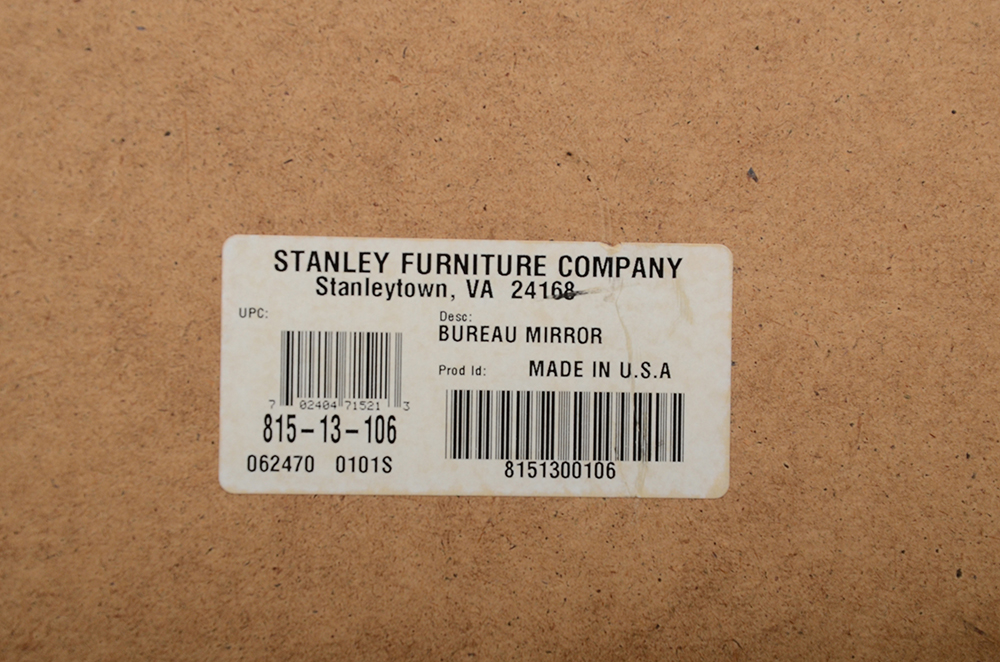 STANLEY FURNITURE COMPANY
Stanleytown, VA 24168
UPC:
7 02404 71521 3
815-13-106
062470 0101S
Desc:
BUREAU MIRROR
Prod Id: MADE IN U.S.A
8151300106